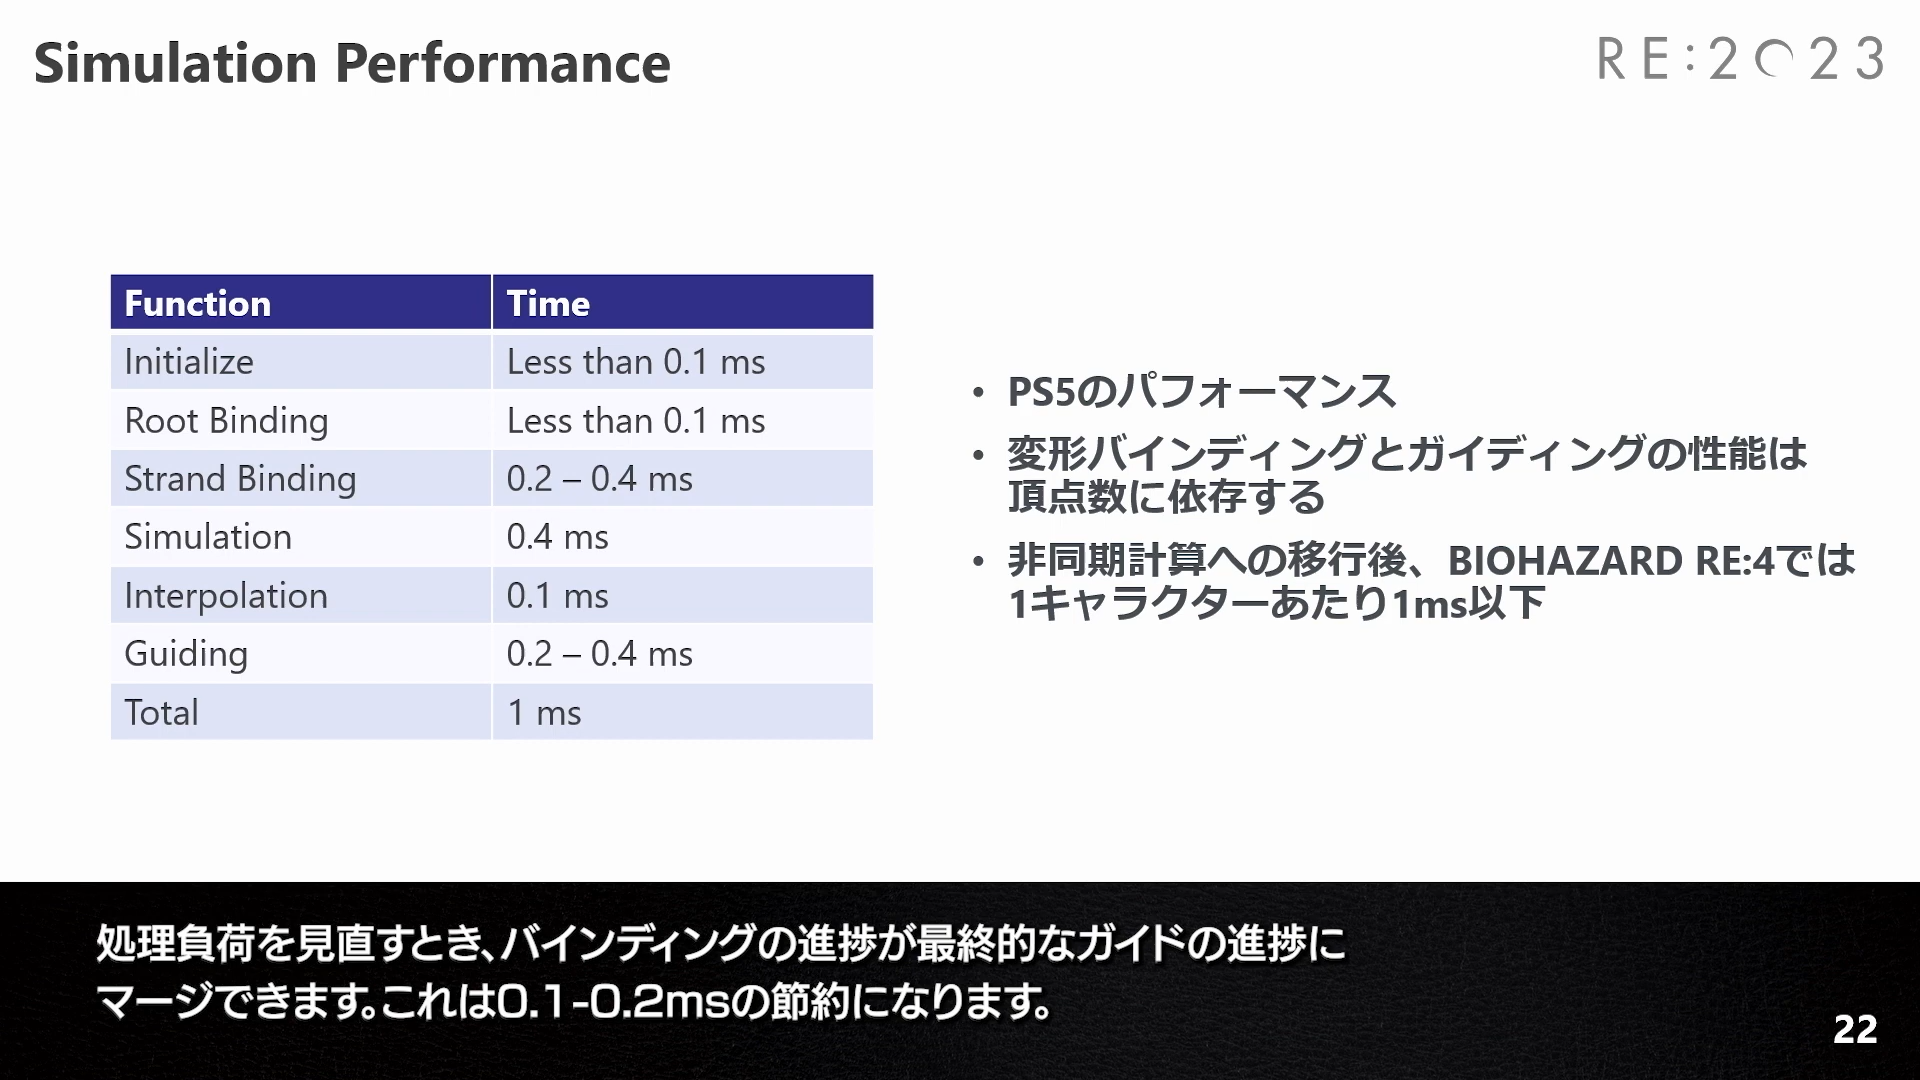 Simulation Performance
RE:2023
Function Time
Initialize Less than 0.1 ms
Root Binding Less than 0.1 ms
Strand Binding 0.2 – 0.4 ms
Simulation 0.4 ms
Interpolation 0.1 ms
Guiding 0.2 – 0.4 ms
Total 1 ms
• PS5のパフォーマンス
• 変形バインディングとガイディングの性能は
頂点数に依存する
• 非同期計算への移行後、BIOHAZARD RE:4では
1キャラクターあたり1ms以下
処理負荷を見直すとき、バインディングの進捗が最終的なガイドの進捗に
マージできます。これは0.1-0.2msの節約になります。
22